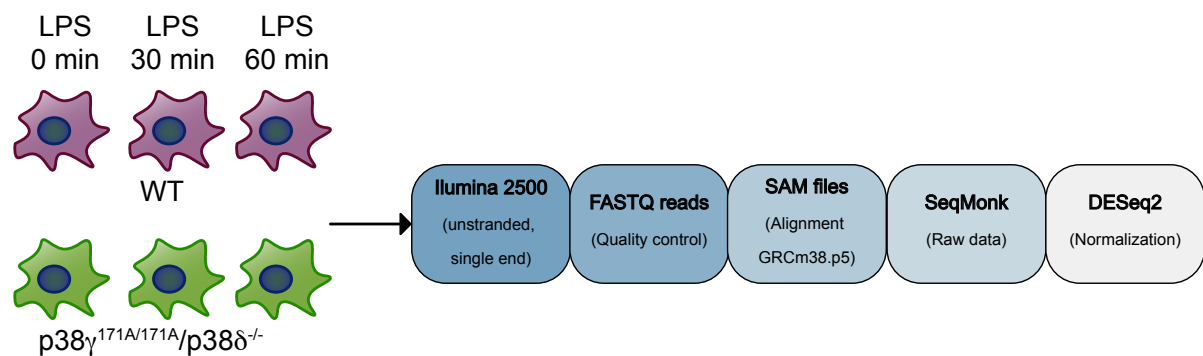 LPS
0 min
LPS
30 min
LPS
60 min
WT
p38γ171A/171A/p38δ-/-
Ilumina 2500
(unstranded,
single end)
FASTQ reads
(Quality control)
SAM files
(Alignment
GRCm38.p5)
SeqMonk
(Raw data)
DESeq2
(Normalization)